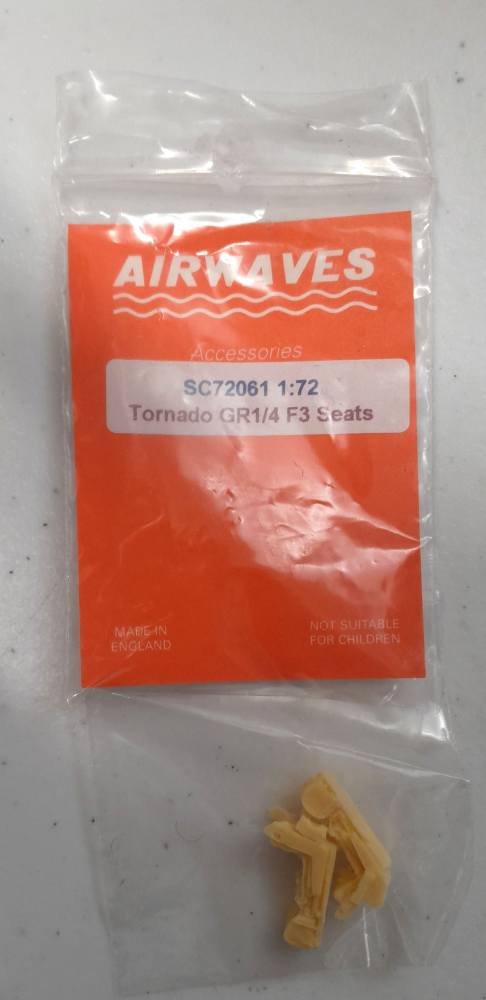 AIRWAVES
Accessories
SC72061 1:72
Tornado GR1/4 F3 Seats
MADE IN
ENGLAND
NOT SUITABLE
FOR CHILDREN